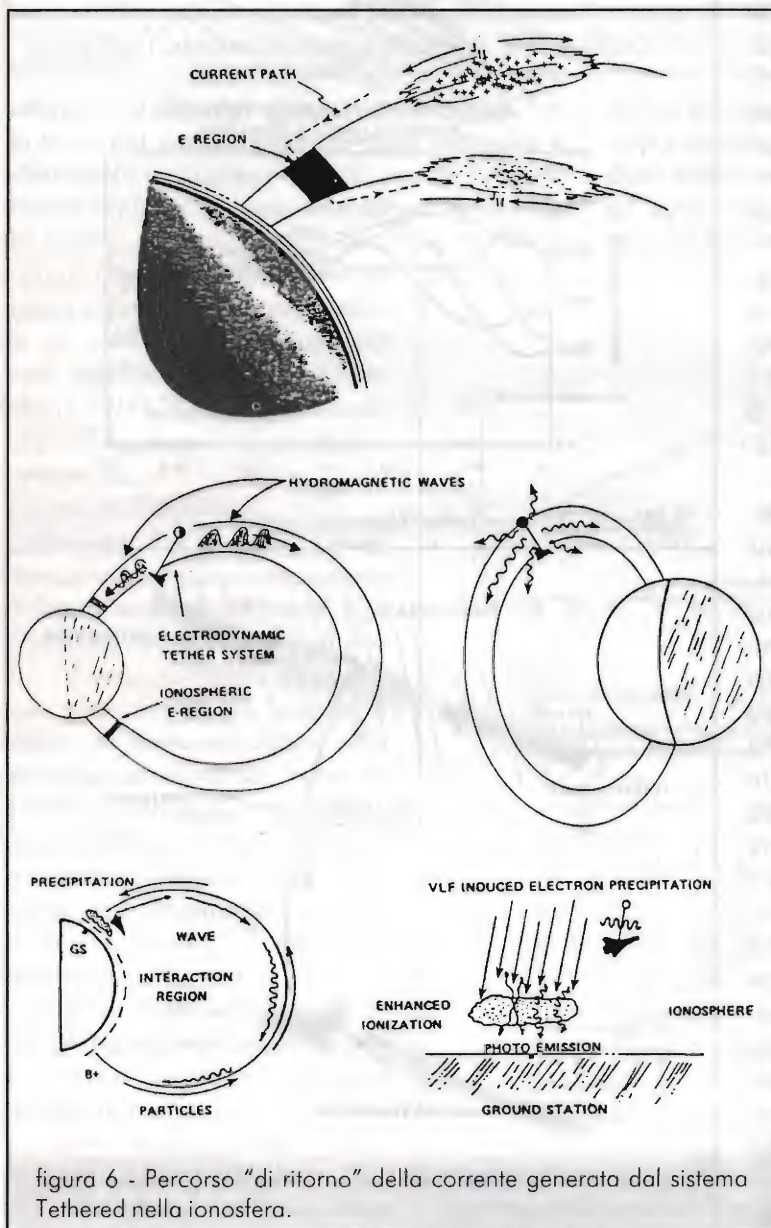 CURRENT PATH
E REGION
HYDROMAGNETIC WAVES
ELECTRODYNAMIC
TETHER SYSTEM
IONOSPHERIC
E-REGION
PRECIPITATION
GS
WAVE
INTERACTION
REGION
B+
PARTICLES
VLF INDUCED ELECTRON PRECIPITATION
ENHANCED
IONIZATION
IONOSPHERE
PHOTO EMISSION
GROUND STATION
figura 6 - Percorso "di ritorno" della corrente generata dal sistema
Tethered nella ionosfera.